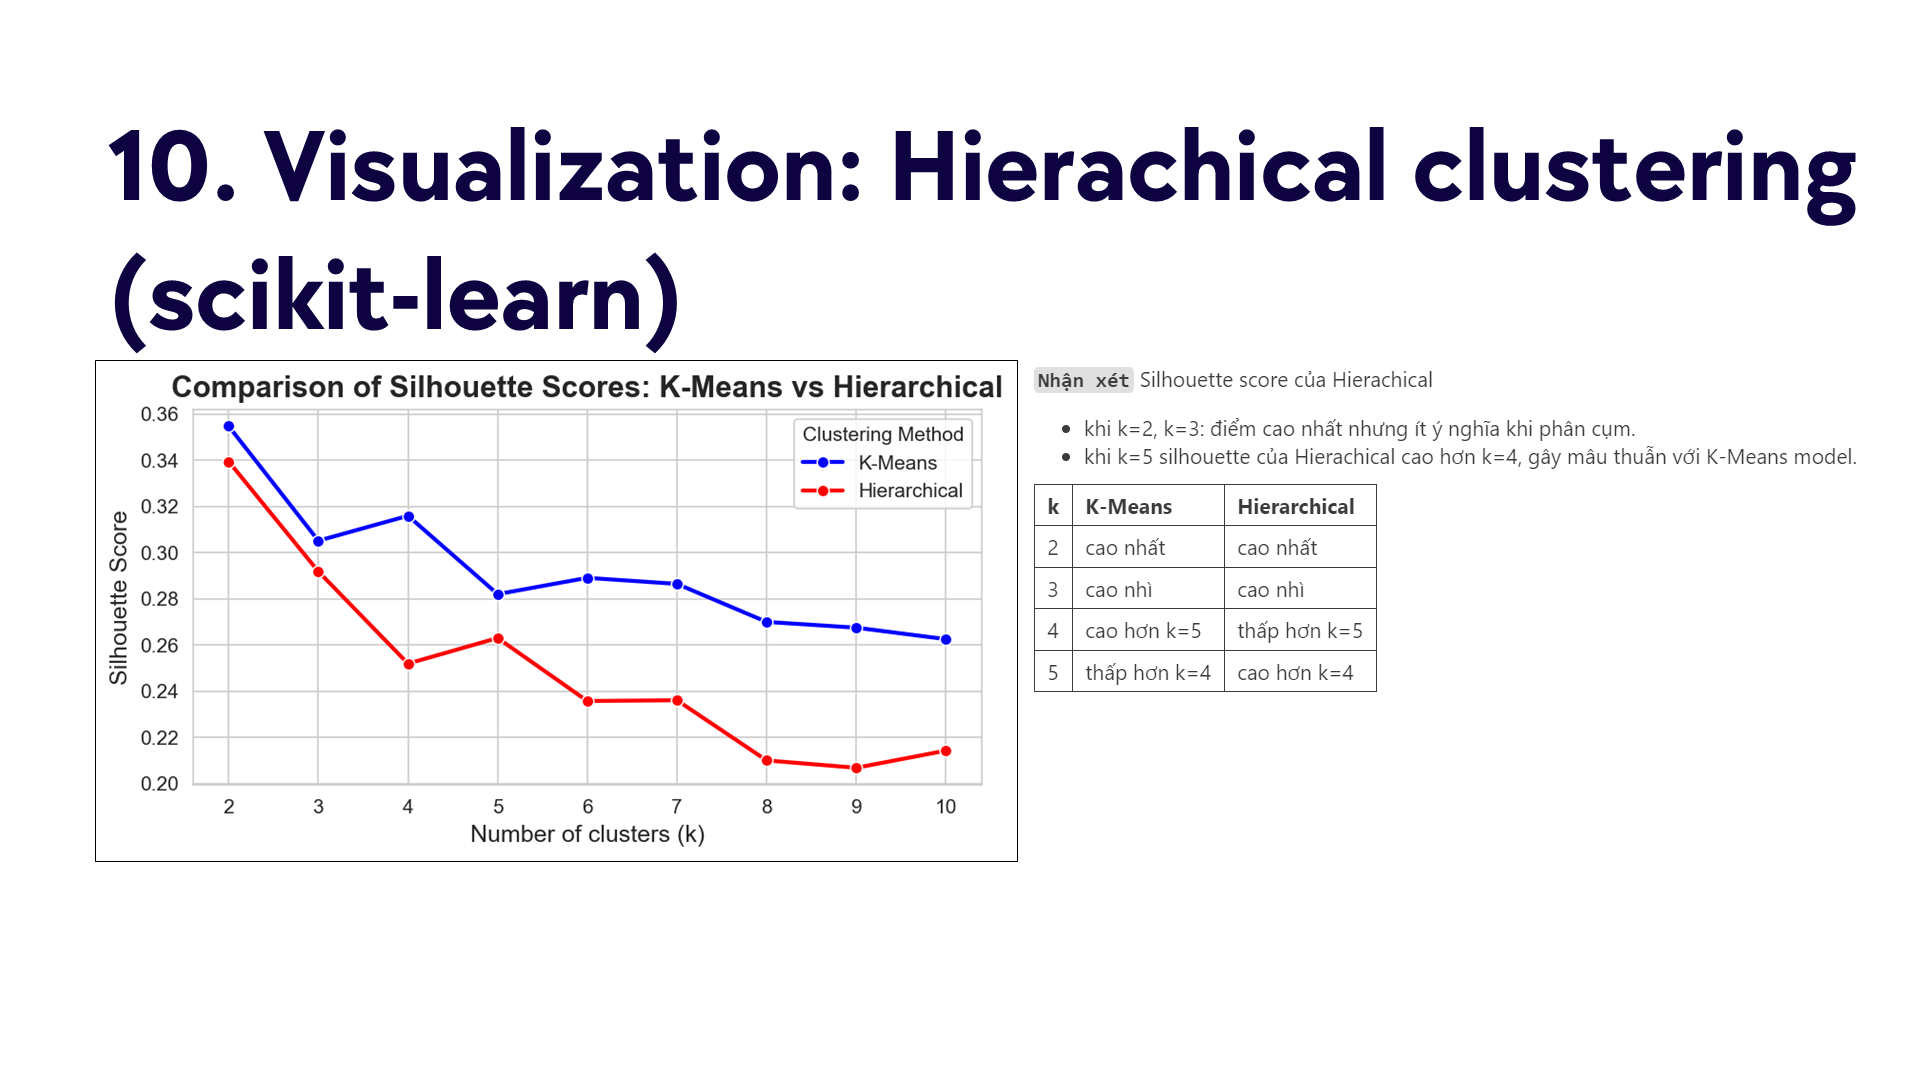 10. Visualization: Hierachical clustering
(scikit-learn)
Comparison of Silhouette Scores: K-Means vs Hierarchical
0.36
0.34
0.32
0.30
0.28
0.26
0.24
0.22
0.20
Silhouette Score
Clustering Method
K-Means
Hierarchical
2 3 4 5 6 7 8 9 10
Number of clusters (k)
Nhận xét Silhouette score của Hierachical
khi k=2, k=3: điểm cao nhất nhưng ít ý nghĩa khi phân cụm.
khi k=5 silhouette của Hierachical cao hơn k=4, gây mâu thuẫn với K-Means model.
k K-Means Hierarchical
2 cao nhất cao nhất
3 cao nhì cao nhì
4 cao hơn k=5 thấp hơn k=5
5 thấp hơn k=4 cao hơn k=4